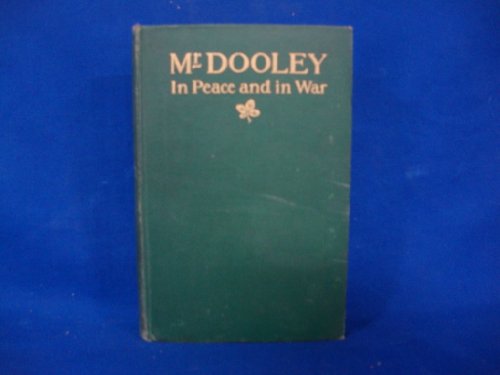 Mr DOOLEY
In Peace and in War